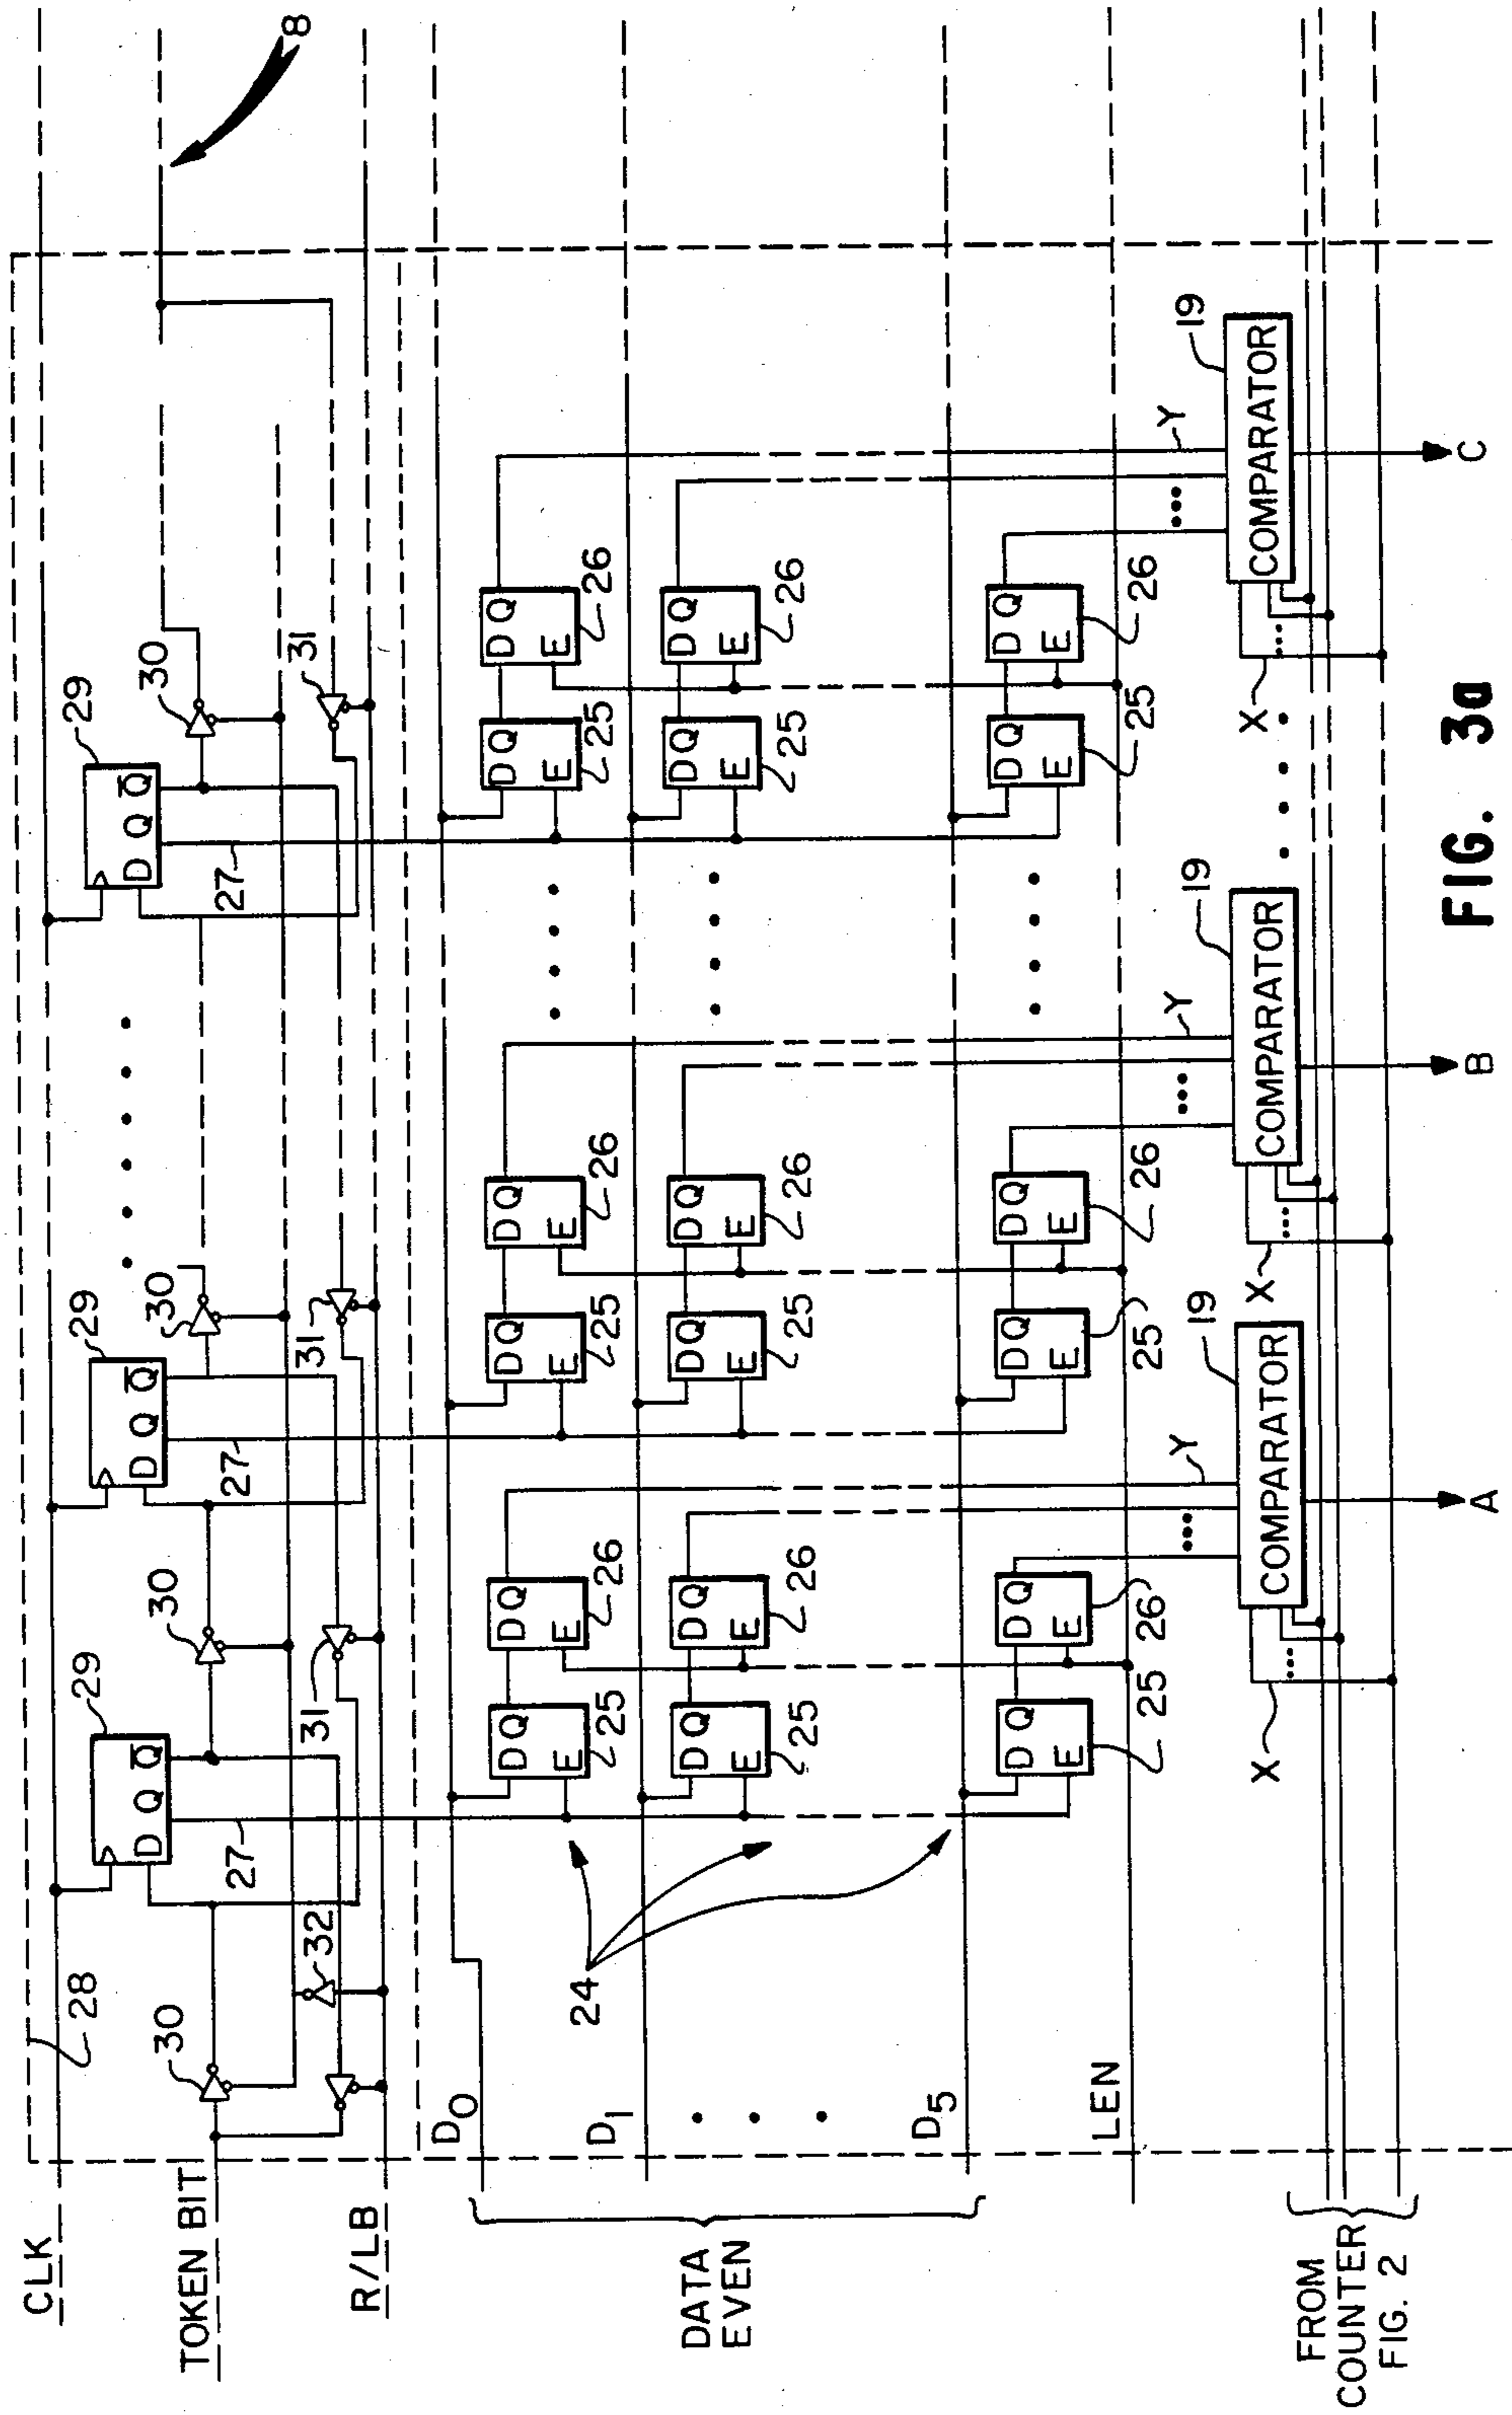 CLK
TOKEN BIT
R/LB
28
30
32
29
D Q Q̅
27
30
31
29
D Q Q̅
27
30
31
29
D Q Q̅
27
30
31
8
DATA
EVEN
D0
D1
D5
LEN
24
D Q
E
25
D Q
E
26
D Q
E
25
D Q
E
26
D Q
E
25
D Q
E
26
D Q
E
25
D Q
E
26
D Q
E
25
D Q
E
26
D Q
E
25
D Q
E
26
D Q
E
25
D Q
E
26
D Q
E
25
D Q
E
26
D Q
E
25
D Q
E
26
Y
Y
Y
COMPARATOR
19
COMPARATOR
19
COMPARATOR
19
X
X
X
FROM
COUNTER
FIG. 2
A
B
C
FIG. 3a